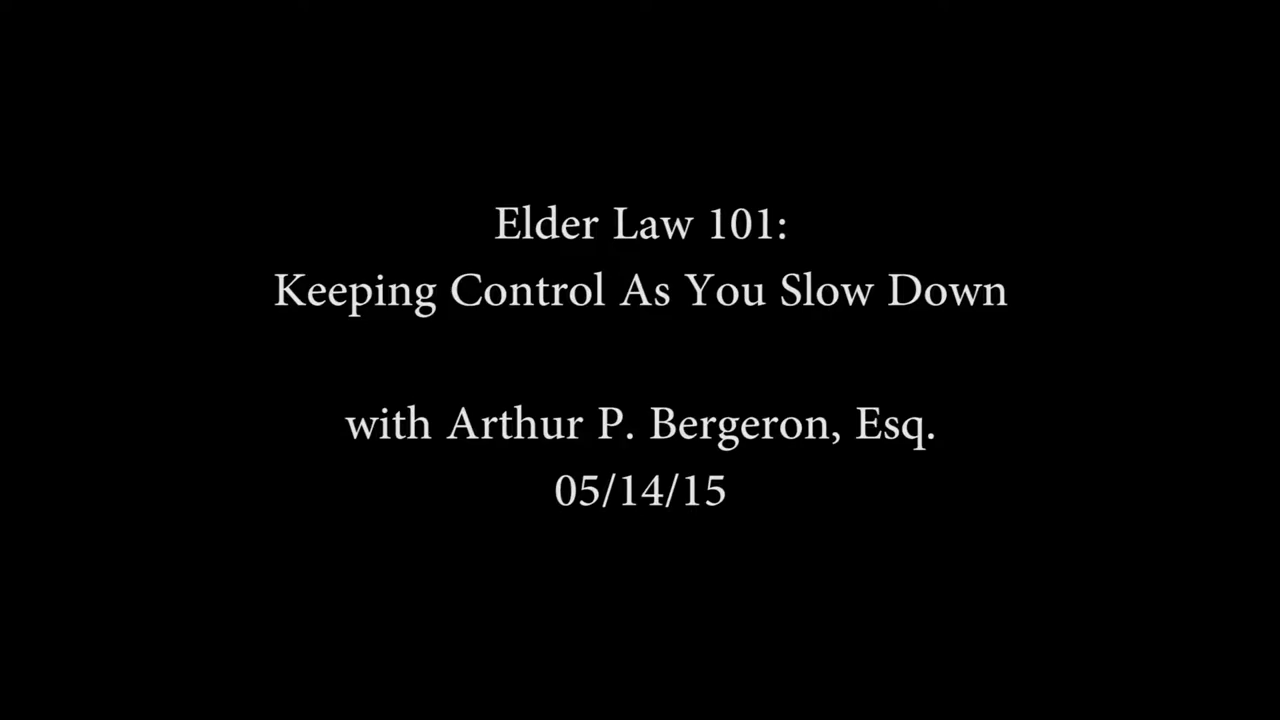 Elder Law 101:
Keeping Control As You Slow Down
with Arthur P. Bergeron, Esq.
05/14/15